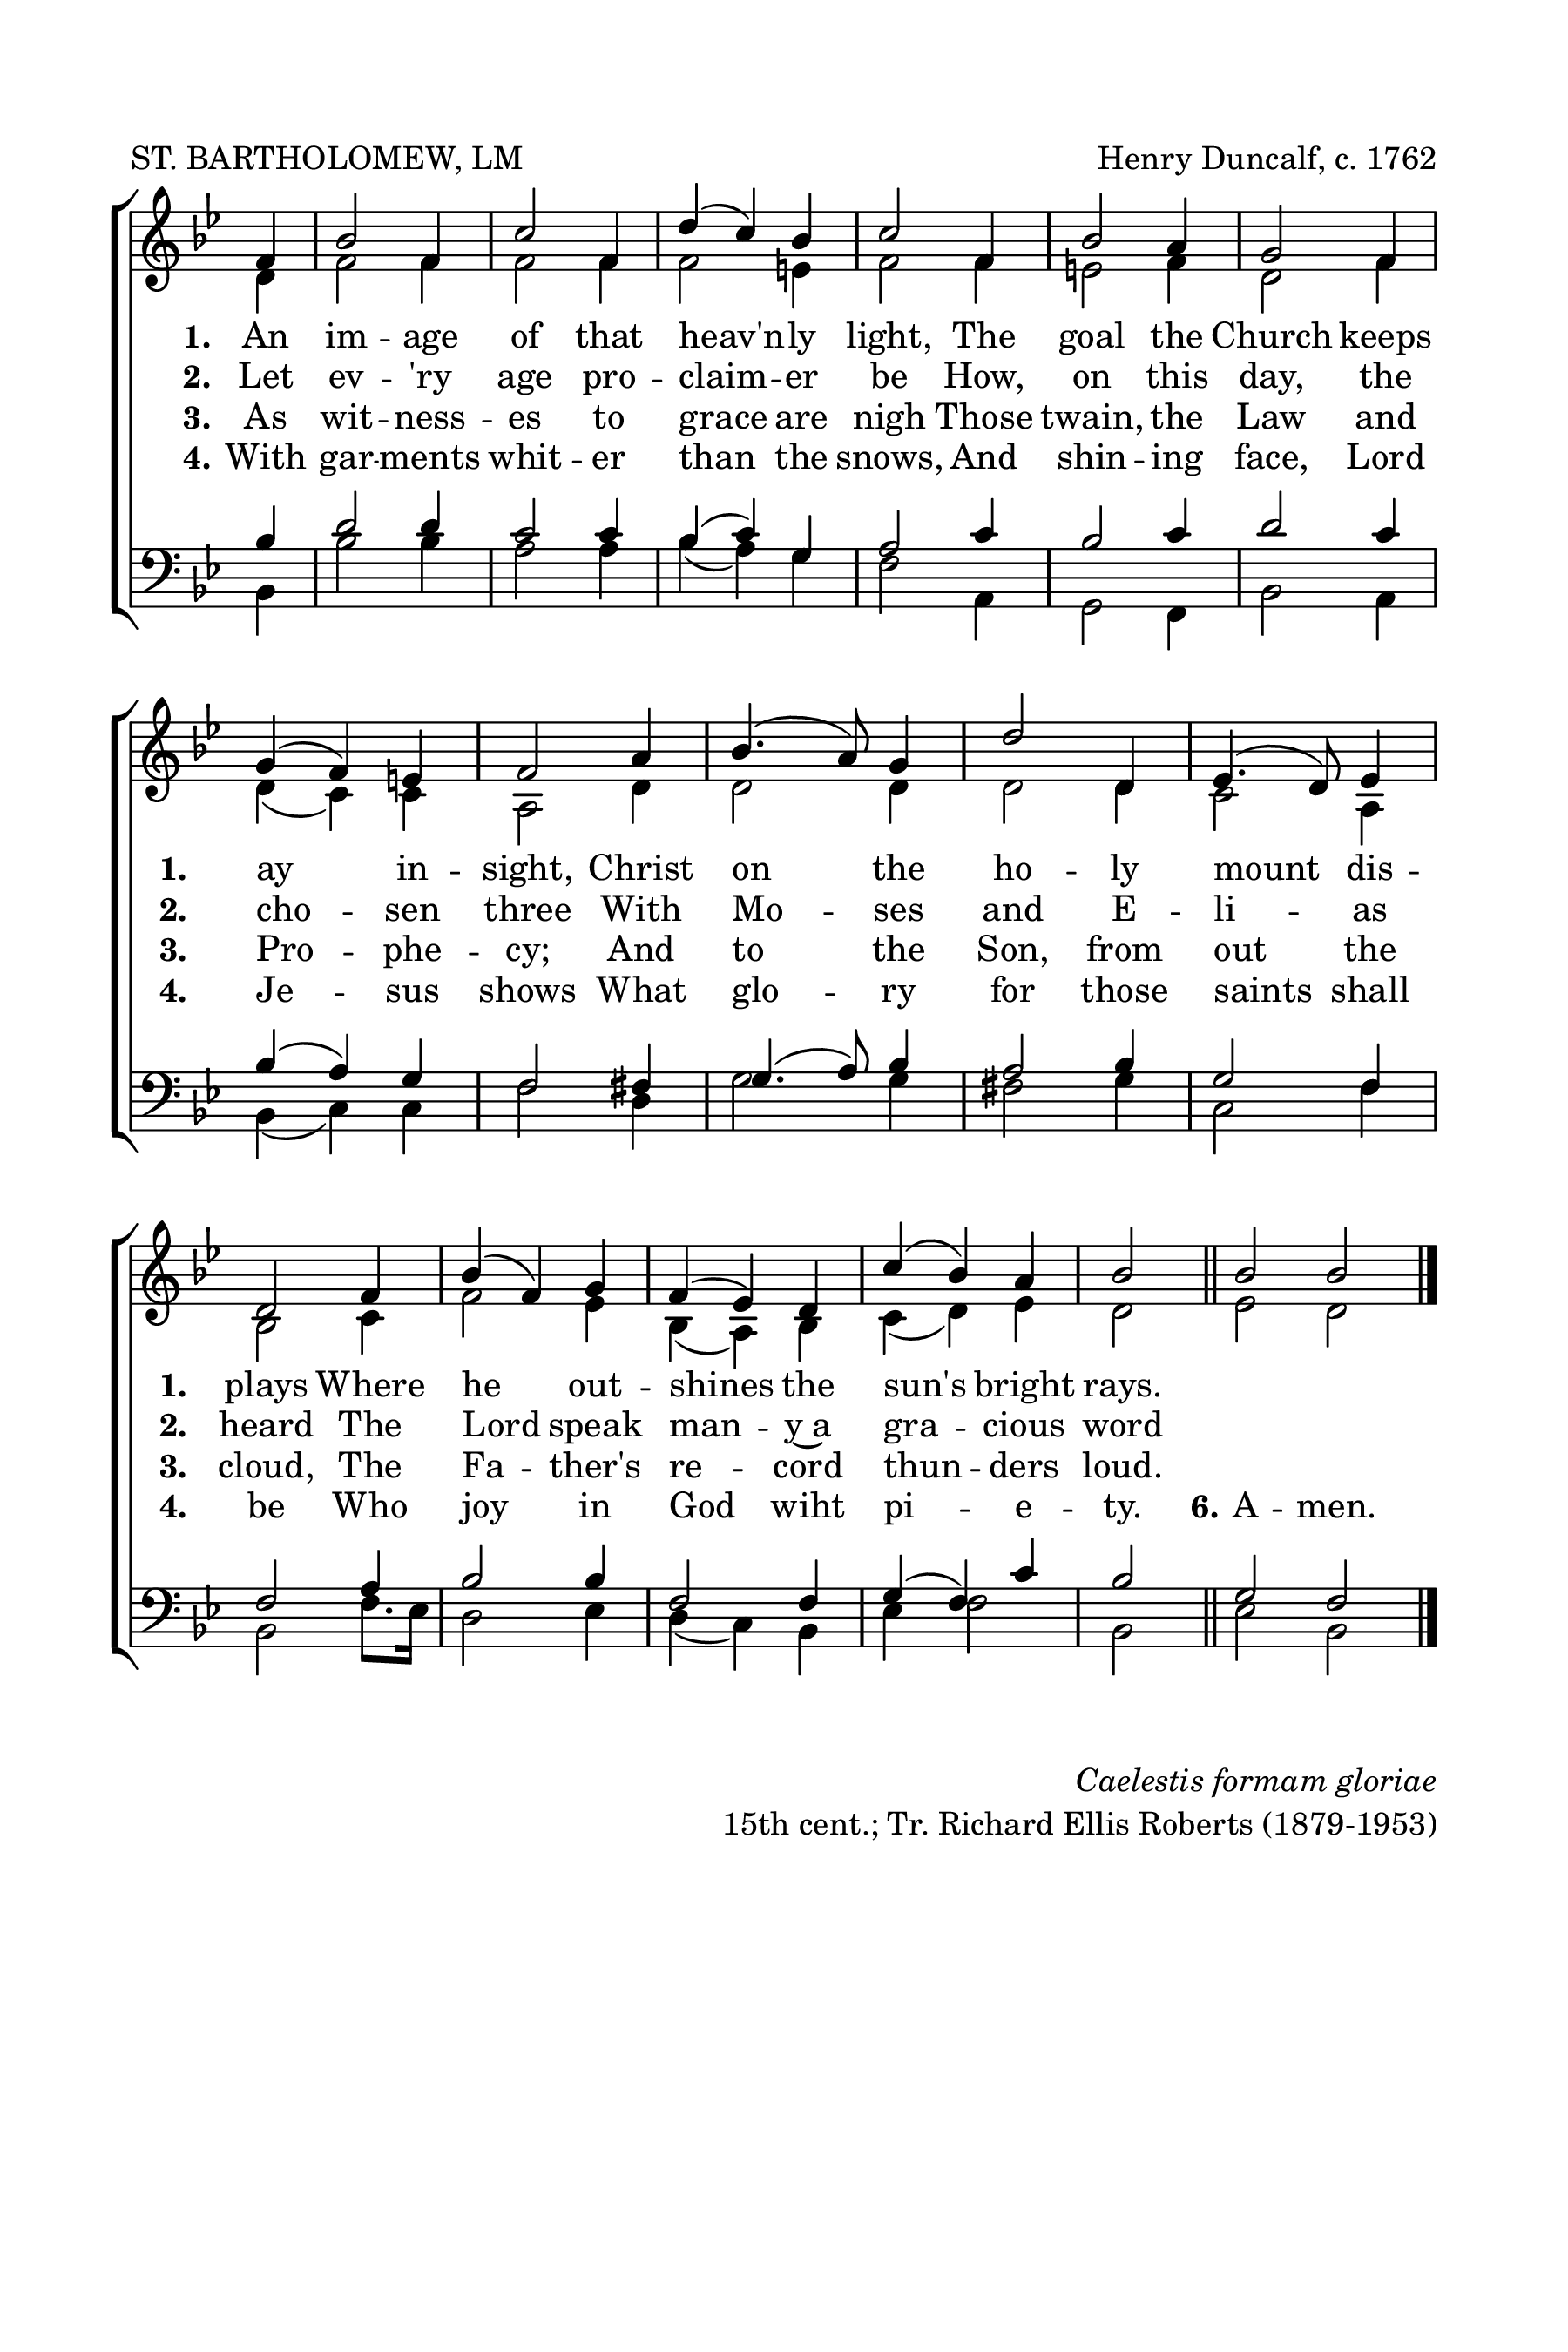 ST. BARTHOLOMEW, LM Henry Duncalf, c. 1762
1. An im -- age of that heav'nly light, The goal the Church keeps
2. Let ev -- 'ry age pro -- claim -- er be How, on this day, the
3. As wit -- ness -- es to grace are nigh Those twain, the Law and
4. With gar -- ments whit -- er than the snows, And shin -- ing face, Lord
1. ay in -- sight, Christ on the ho -- ly mount dis --
2. cho -- sen three With Mo -- ses and E -- li -- as
3. Pro -- phe -- cy; And to the Son, from out the
4. Je -- sus shows What glo -- ry for those saints shall
1. plays Where he out -- shines the sun's bright rays.
2. heard The Lord speak man -- y‿a gra -- cious word
3. cloud, The Fa -- ther's re -- cord thun -- ders loud.
4. be Who joy in God wiht pi -- e -- ty. 6. A -- men.
Caelestis formam gloriae
15th cent.; Tr. Richard Ellis Roberts (1879-1953)